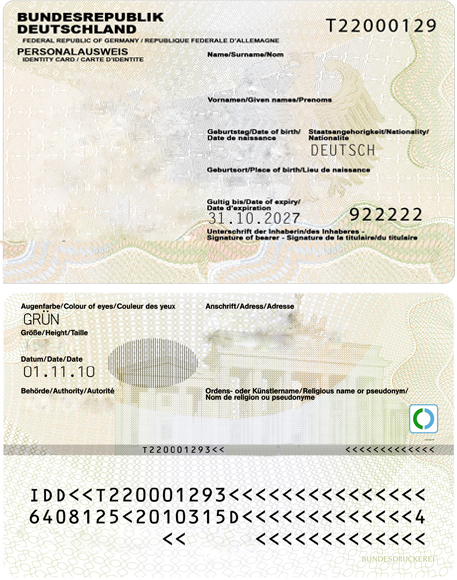 BUNDESREPUBLIK
DEUTSCHLAND
T22000129
FEDERAL REPUBLIC OF GERMANY / REPUBLIQUE FEDERALE D'ALLEMAGNE
PERSONALAUSWEIS
IDENTITY CARD / CARTE D'IDENTITE
Name/Surname/Nom
Vornamen/Given names/Prenoms
Geburtstag/Date of birth/
Date de naissance
Staatsangehorigkeit/Nationality/
Nationalite
DEUTSCH
Geburtsort/Place of birth/Lieu de naissance
Gultig bis/Date of expiry/
Date d'expiration
31.10.2027
922222
Unterschrift der Inhaberin/des Inhaberes -
Signature of bearer - Signature de la titulaire/du titulaire
Augenfarbe/Colour of eyes/Couleur des yeux
GRÜN
Anschrift/Adress/Adresse
Größe/Height/Taille
Datum/Date/Date
01.11.10
Behörde/Authority/Autorité
Ordens- oder Künstlername/Religious name or pseudonym/
Nom de religion ou pseudonyme
T220001293<< <<<<<<<<<<<<<
IDD<<T220001293<<<<<<<<<<<<<<<
6408125<2010315D<<<<<<<<<<<<<4
<< <<<<<<<<<<<<<
BUNDESDRUCKEREI